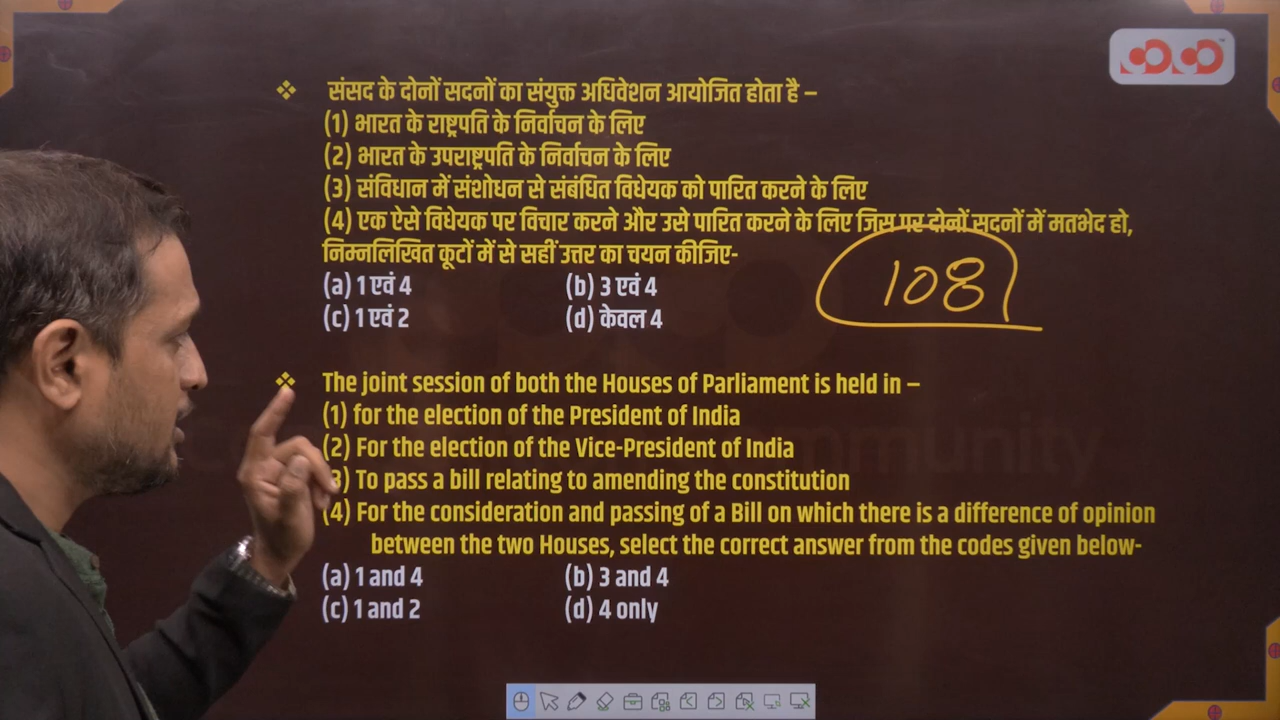 ❖ संसद के दोनों सदनों का संयुक्त अधिवेशन आयोजित होता है –
(1) भारत के राष्ट्रपति के निर्वाचन के लिए
(2) भारत के उपराष्ट्रपति के निर्वाचन के लिए
(3) संविधान में संशोधन से संबंधित विधेयक को पारित करने के लिए
(4) एक ऐसे विधेयक पर विचार करने और उसे पारित करने के लिए जिस पर दोनों सदनों में मतभेद हो,
निम्नलिखित कूटों में से सहीं उत्तर का चयन कीजिए-
(a) 1 एवं 4 (b) 3 एवं 4
(c) 1 एवं 2 (d) केवल 4
108
❖ The joint session of both the Houses of Parliament is held in –
(1) for the election of the President of India
(2) For the election of the Vice-President of India
3) To pass a bill relating to amending the constitution
(4) For the consideration and passing of a Bill on which there is a difference of opinion
between the two Houses, select the correct answer from the codes given below-
(a) 1 and 4 (b) 3 and 4
(c) 1 and 2 (d) 4 only